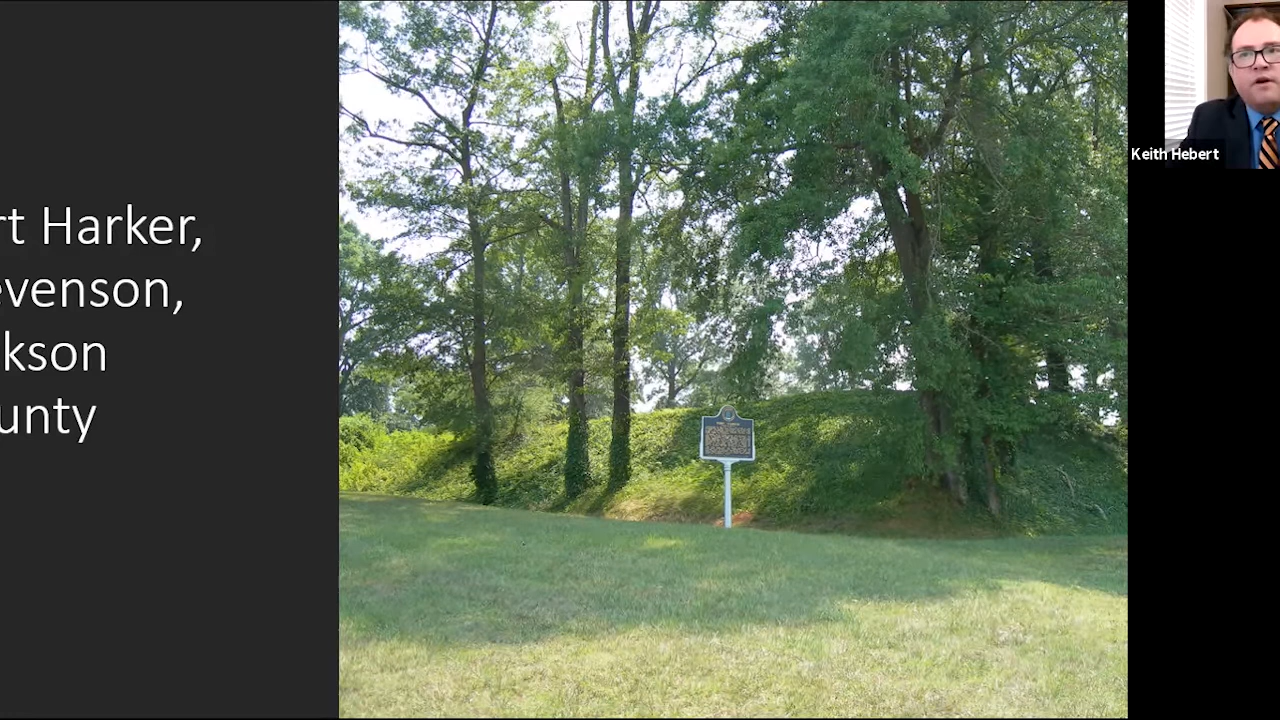 rt Harker,
evenson,
kson
unty
Keith Hebert